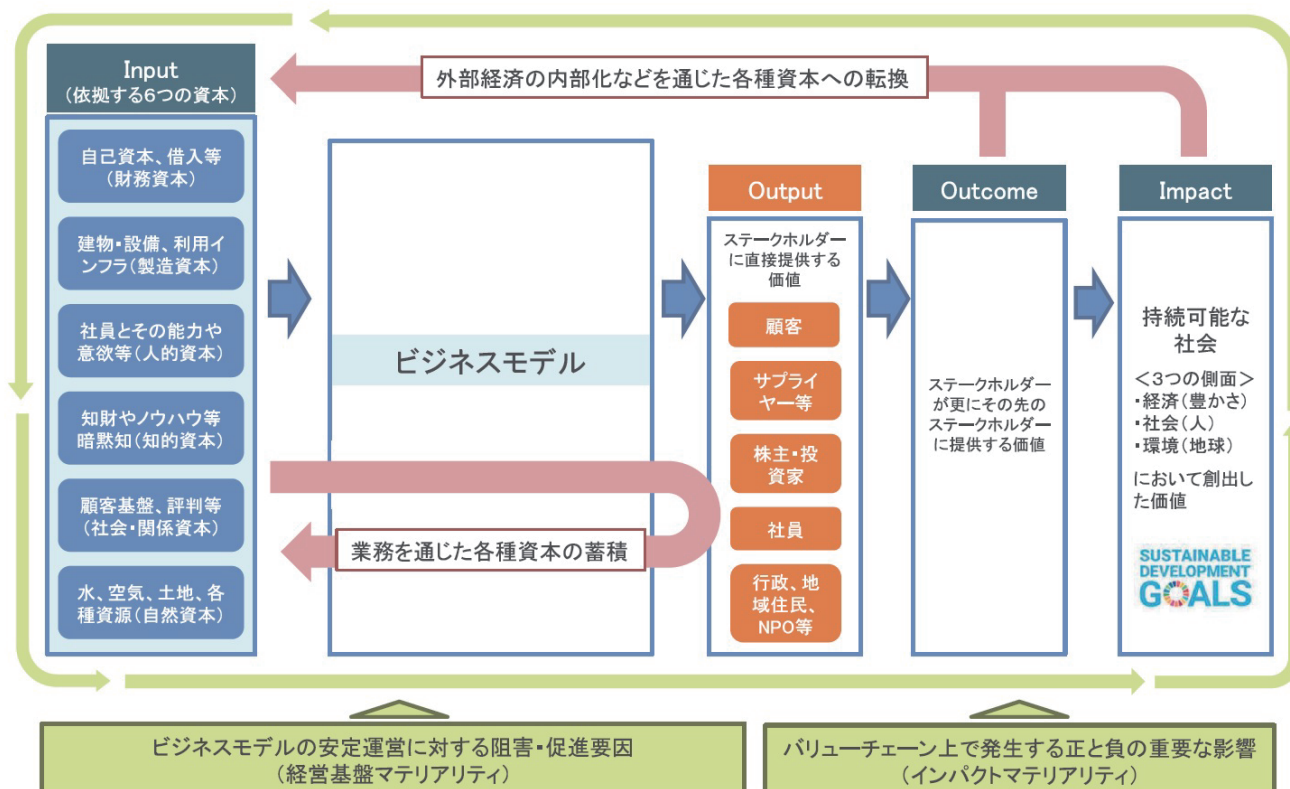 Input
(依拠する6つの資本)
自己資本、借入等
(財務資本)
建物・設備、利用イ
ンフラ(製造資本)
社員とその能力や
意欲等(人的資本)
知財やノウハウ等
暗黙知(知的資本)
顧客基盤、評判等
(社会・関係資本)
水、空気、土地、各
種資源(自然資本)
外部経済の内部化などを通じた各種資本への転換
ビジネスモデル
業務を通じた各種資本の蓄積
Output
ステークホルダー
に直接提供する
価値
顧客
サプライ
ヤー等
株主・投
資家
社員
行政、地
域住民、
NPO等
Outcome
ステークホルダー
が更にその先の
ステークホルダー
に提供する価値
Impact
持続可能な
社会
＜3つの側面＞
・経済(豊かさ)
・社会(人)
・環境(地球)
において創出し
た価値
SUSTAINABLE
DEVELOPMENT
GOALS
ビジネスモデルの安定運営に対する阻害・促進要因
(経営基盤マテリアリティ)
バリューチェーン上で発生する正と負の重要な影響
(インパクトマテリアリティ)